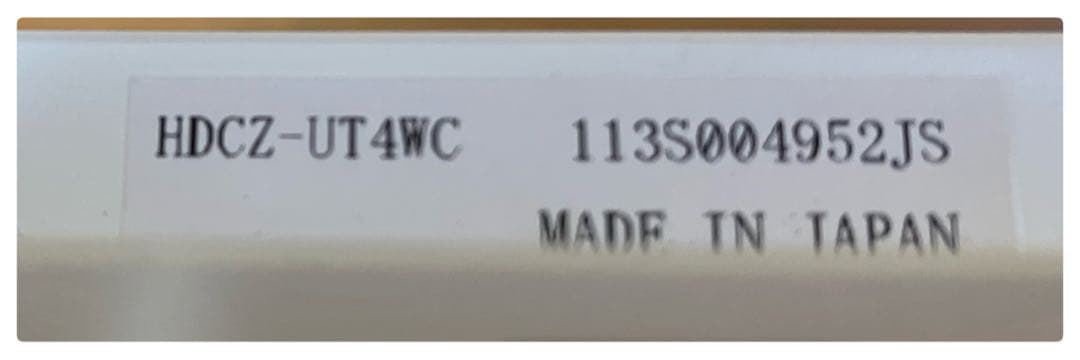 HDCZ-UT4WC 113S004952JS
MADE IN JAPAN